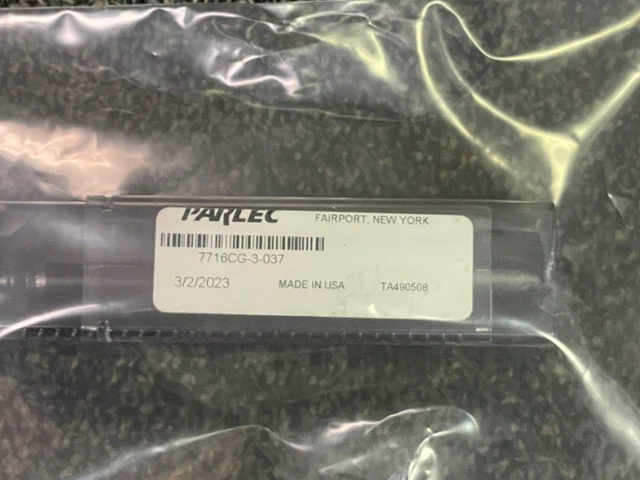 PARLEC FAIRPORT, NEW YORK
7716CG-3-037
3/2/2023 MADE IN USA TA490508